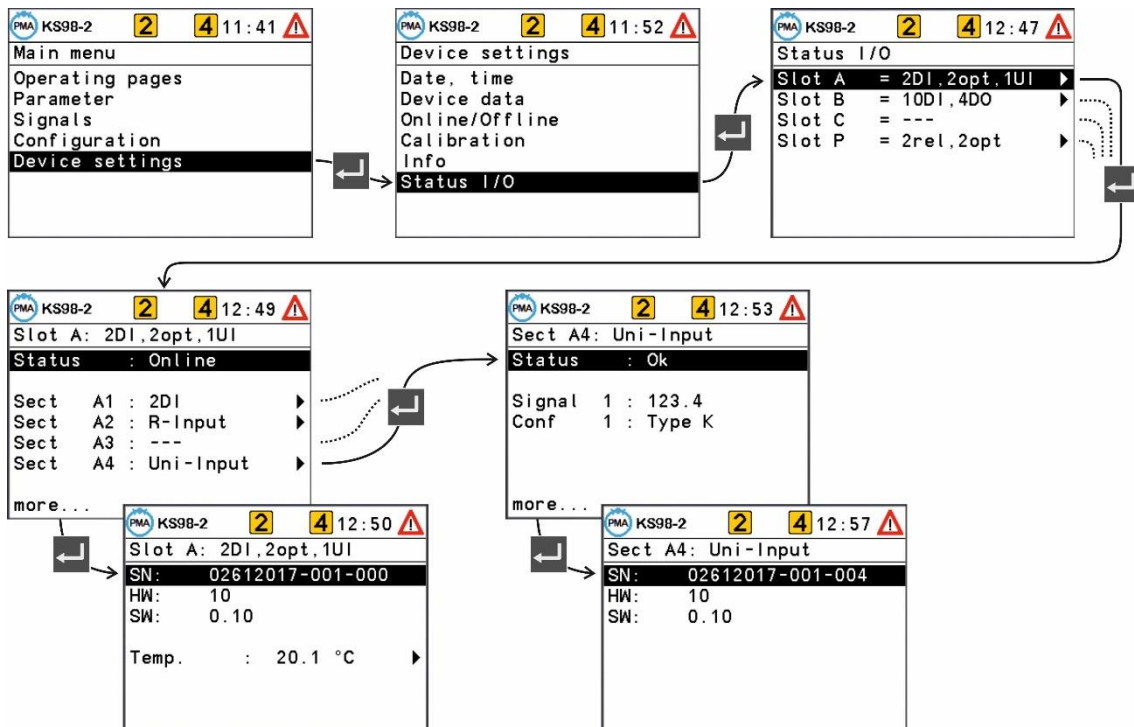 PMA KS98-2 2 4 11:41
Main menu
Operating pages
Parameter
Signals
Configuration
Device settings
PMA KS98-2 2 4 11:52
Device settings
Date, time
Device data
Online/Offline
Calibration
Info
Status I/O
PMA KS98-2 2 4 12:47
Status I/O
Slot A = 2DI,2opt,1UI
Slot B = 10DI,4DO
Slot C = ---
Slot P = 2rel,2opt
PMA KS98-2 2 4 12:49
Slot A: 2DI,2opt,1UI
Status : Online
Sect A1 : 2DI
Sect A2 : R-Input
Sect A3 : ---
Sect A4 : Uni-Input
more...
PMA KS98-2 2 4 12:53
Sect A4: Uni-Input
Status : Ok
Signal 1 : 123.4
Conf 1 : Type K
more...
PMA KS98-2 2 4 12:50
Slot A: 2DI,2opt,1UI
SN: 02612017-001-000
HW: 10
SW: 0.10
Temp. : 20.1 °C
PMA KS98-2 2 4 12:57
Sect A4: Uni-Input
SN: 02612017-001-004
HW: 10
SW: 0.10